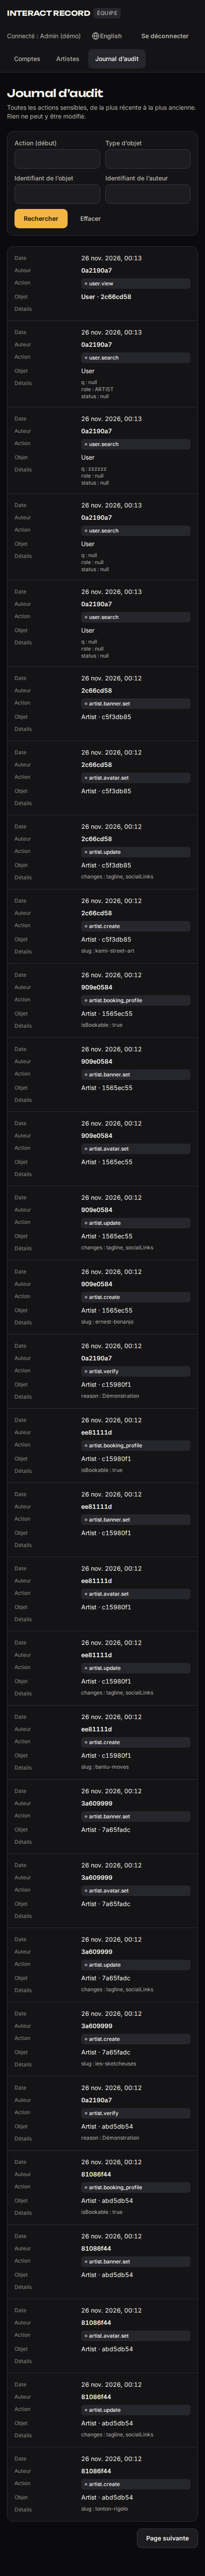 INTERACT RECORD ÉQUIPE
Connecté : Admin (démo) English Se déconnecter
Comptes Artistes Journal d'audit
Journal d'audit
Toutes les actions sensibles, de la plus récente à la plus ancienne.
Rien ne peut y être modifié.
Action (début) Type d'objet
Identifiant de l'objet Identifiant de l'auteur
Rechercher Effacer
Date 26 nov. 2026, 00:13
Auteur 0a2190a7
Action user.view
Objet User · 2c66cd58
Détails
Date 26 nov. 2026, 00:13
Auteur 0a2190a7
Action user.search
Objet User
Détails q : null
role : ARTIST
status : null
Date 26 nov. 2026, 00:13
Auteur 0a2190a7
Action user.search
Objet User
Détails q : zzzzzz
role : null
status : null
Date 26 nov. 2026, 00:13
Auteur 0a2190a7
Action user.search
Objet User
Détails q : null
role : null
status : null
Date 26 nov. 2026, 00:13
Auteur 0a2190a7
Action user.search
Objet User
Détails q : null
role : null
status : null
Date 26 nov. 2026, 00:12
Auteur 2c66cd58
Action artist.banner.set
Objet Artist · c5f3db85
Détails
Date 26 nov. 2026, 00:12
Auteur 2c66cd58
Action artist.avatar.set
Objet Artist · c5f3db85
Détails
Date 26 nov. 2026, 00:12
Auteur 2c66cd58
Action artist.update
Objet Artist · c5f3db85
Détails changes : tagline, socialLinks
Date 26 nov. 2026, 00:12
Auteur 2c66cd58
Action artist.create
Objet Artist · c5f3db85
Détails slug : kemi-street-art
Date 26 nov. 2026, 00:12
Auteur 909e0584
Action artist.booking_profile
Objet Artist · 1565ec55
Détails isBookable : true
Date 26 nov. 2026, 00:12
Auteur 909e0584
Action artist.banner.set
Objet Artist · 1565ec55
Détails
Date 26 nov. 2026, 00:12
Auteur 909e0584
Action artist.avatar.set
Objet Artist · 1565ec55
Détails
Date 26 nov. 2026, 00:12
Auteur 909e0584
Action artist.update
Objet Artist · 1565ec55
Détails changes : tagline, socialLinks
Date 26 nov. 2026, 00:12
Auteur 909e0584
Action artist.create
Objet Artist · 1565ec55
Détails slug : ernest-bonanjo
Date 26 nov. 2026, 00:12
Auteur 0a2190a7
Action artist.verify
Objet Artist · c15980f1
Détails reason : Démonstration
Date 26 nov. 2026, 00:12
Auteur ee81111d
Action artist.booking_profile
Objet Artist · c15980f1
Détails isBookable : true
Date 26 nov. 2026, 00:12
Auteur ee81111d
Action artist.banner.set
Objet Artist · c15980f1
Détails
Date 26 nov. 2026, 00:12
Auteur ee81111d
Action artist.avatar.set
Objet Artist · c15980f1
Détails
Date 26 nov. 2026, 00:12
Auteur ee81111d
Action artist.update
Objet Artist · c15980f1
Détails changes : tagline, socialLinks
Date 26 nov. 2026, 00:12
Auteur ee81111d
Action artist.create
Objet Artist · c15980f1
Détails slug : bantu-moves
Date 26 nov. 2026, 00:12
Auteur 3a609999
Action artist.banner.set
Objet Artist · 7a65fadc
Détails
Date 26 nov. 2026, 00:12
Auteur 3a609999
Action artist.avatar.set
Objet Artist · 7a65fadc
Détails
Date 26 nov. 2026, 00:12
Auteur 3a609999
Action artist.update
Objet Artist · 7a65fadc
Détails changes : tagline, socialLinks
Date 26 nov. 2026, 00:12
Auteur 3a609999
Action artist.create
Objet Artist · 7a65fadc
Détails slug : les-sketcheuses
Date 26 nov. 2026, 00:12
Auteur 0a2190a7
Action artist.verify
Objet Artist · abd5db54
Détails reason : Démonstration
Date 26 nov. 2026, 00:12
Auteur 81086f44
Action artist.booking_profile
Objet Artist · abd5db54
Détails isBookable : true
Date 26 nov. 2026, 00:12
Auteur 81086f44
Action artist.banner.set
Objet Artist · abd5db54
Détails
Date 26 nov. 2026, 00:12
Auteur 81086f44
Action artist.avatar.set
Objet Artist · abd5db54
Détails
Date 26 nov. 2026, 00:12
Auteur 81086f44
Action artist.update
Objet Artist · abd5db54
Détails changes : tagline, socialLinks
Date 26 nov. 2026, 00:12
Auteur 81086f44
Action artist.create
Objet Artist · abd5db54
Détails slug : tonton-rigolo
Page suivante